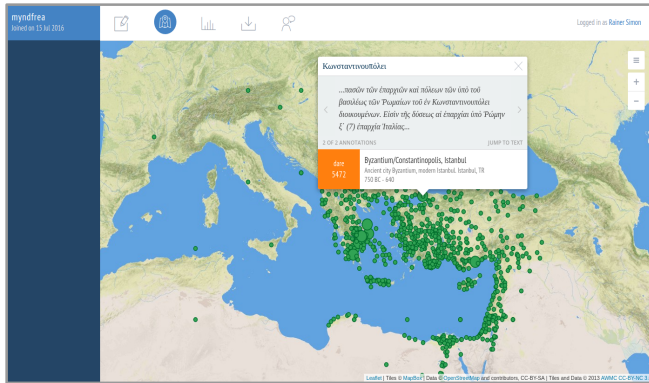 myndfrea
Joined on 15 Jul 2016
Logged in as Rainer Simon
Κωνσταντινουπόλει
...πασῶν τῶν ἐπαρχιῶν καὶ πόλεων τῶν ὑπὸ τοῦ
βασιλέως τῶν Ῥωμαίων τοῦ ἐν Κωνσταντινουπόλει
διοικουμένων. Εἰσὶν τῆς δύσεως αἱ ἐπαρχίαι ὑπὸ Ῥώμην
ζ´ (7) ἐπαρχία Ἰταλίας...
2 OF 2 ANNOTATIONS
JUMP TO TEXT
dare
5472
Byzantium/Constantinopolis, Istanbul
Ancient city Byzantium, modern Istanbul. Istanbul, TR
750 BC - 640
+
−
Leaflet | Tiles © MapBox | Data © OpenStreetMap and contributors, CC-BY-SA | Tiles and Data © 2013 AWMC CC-BY-NC 3